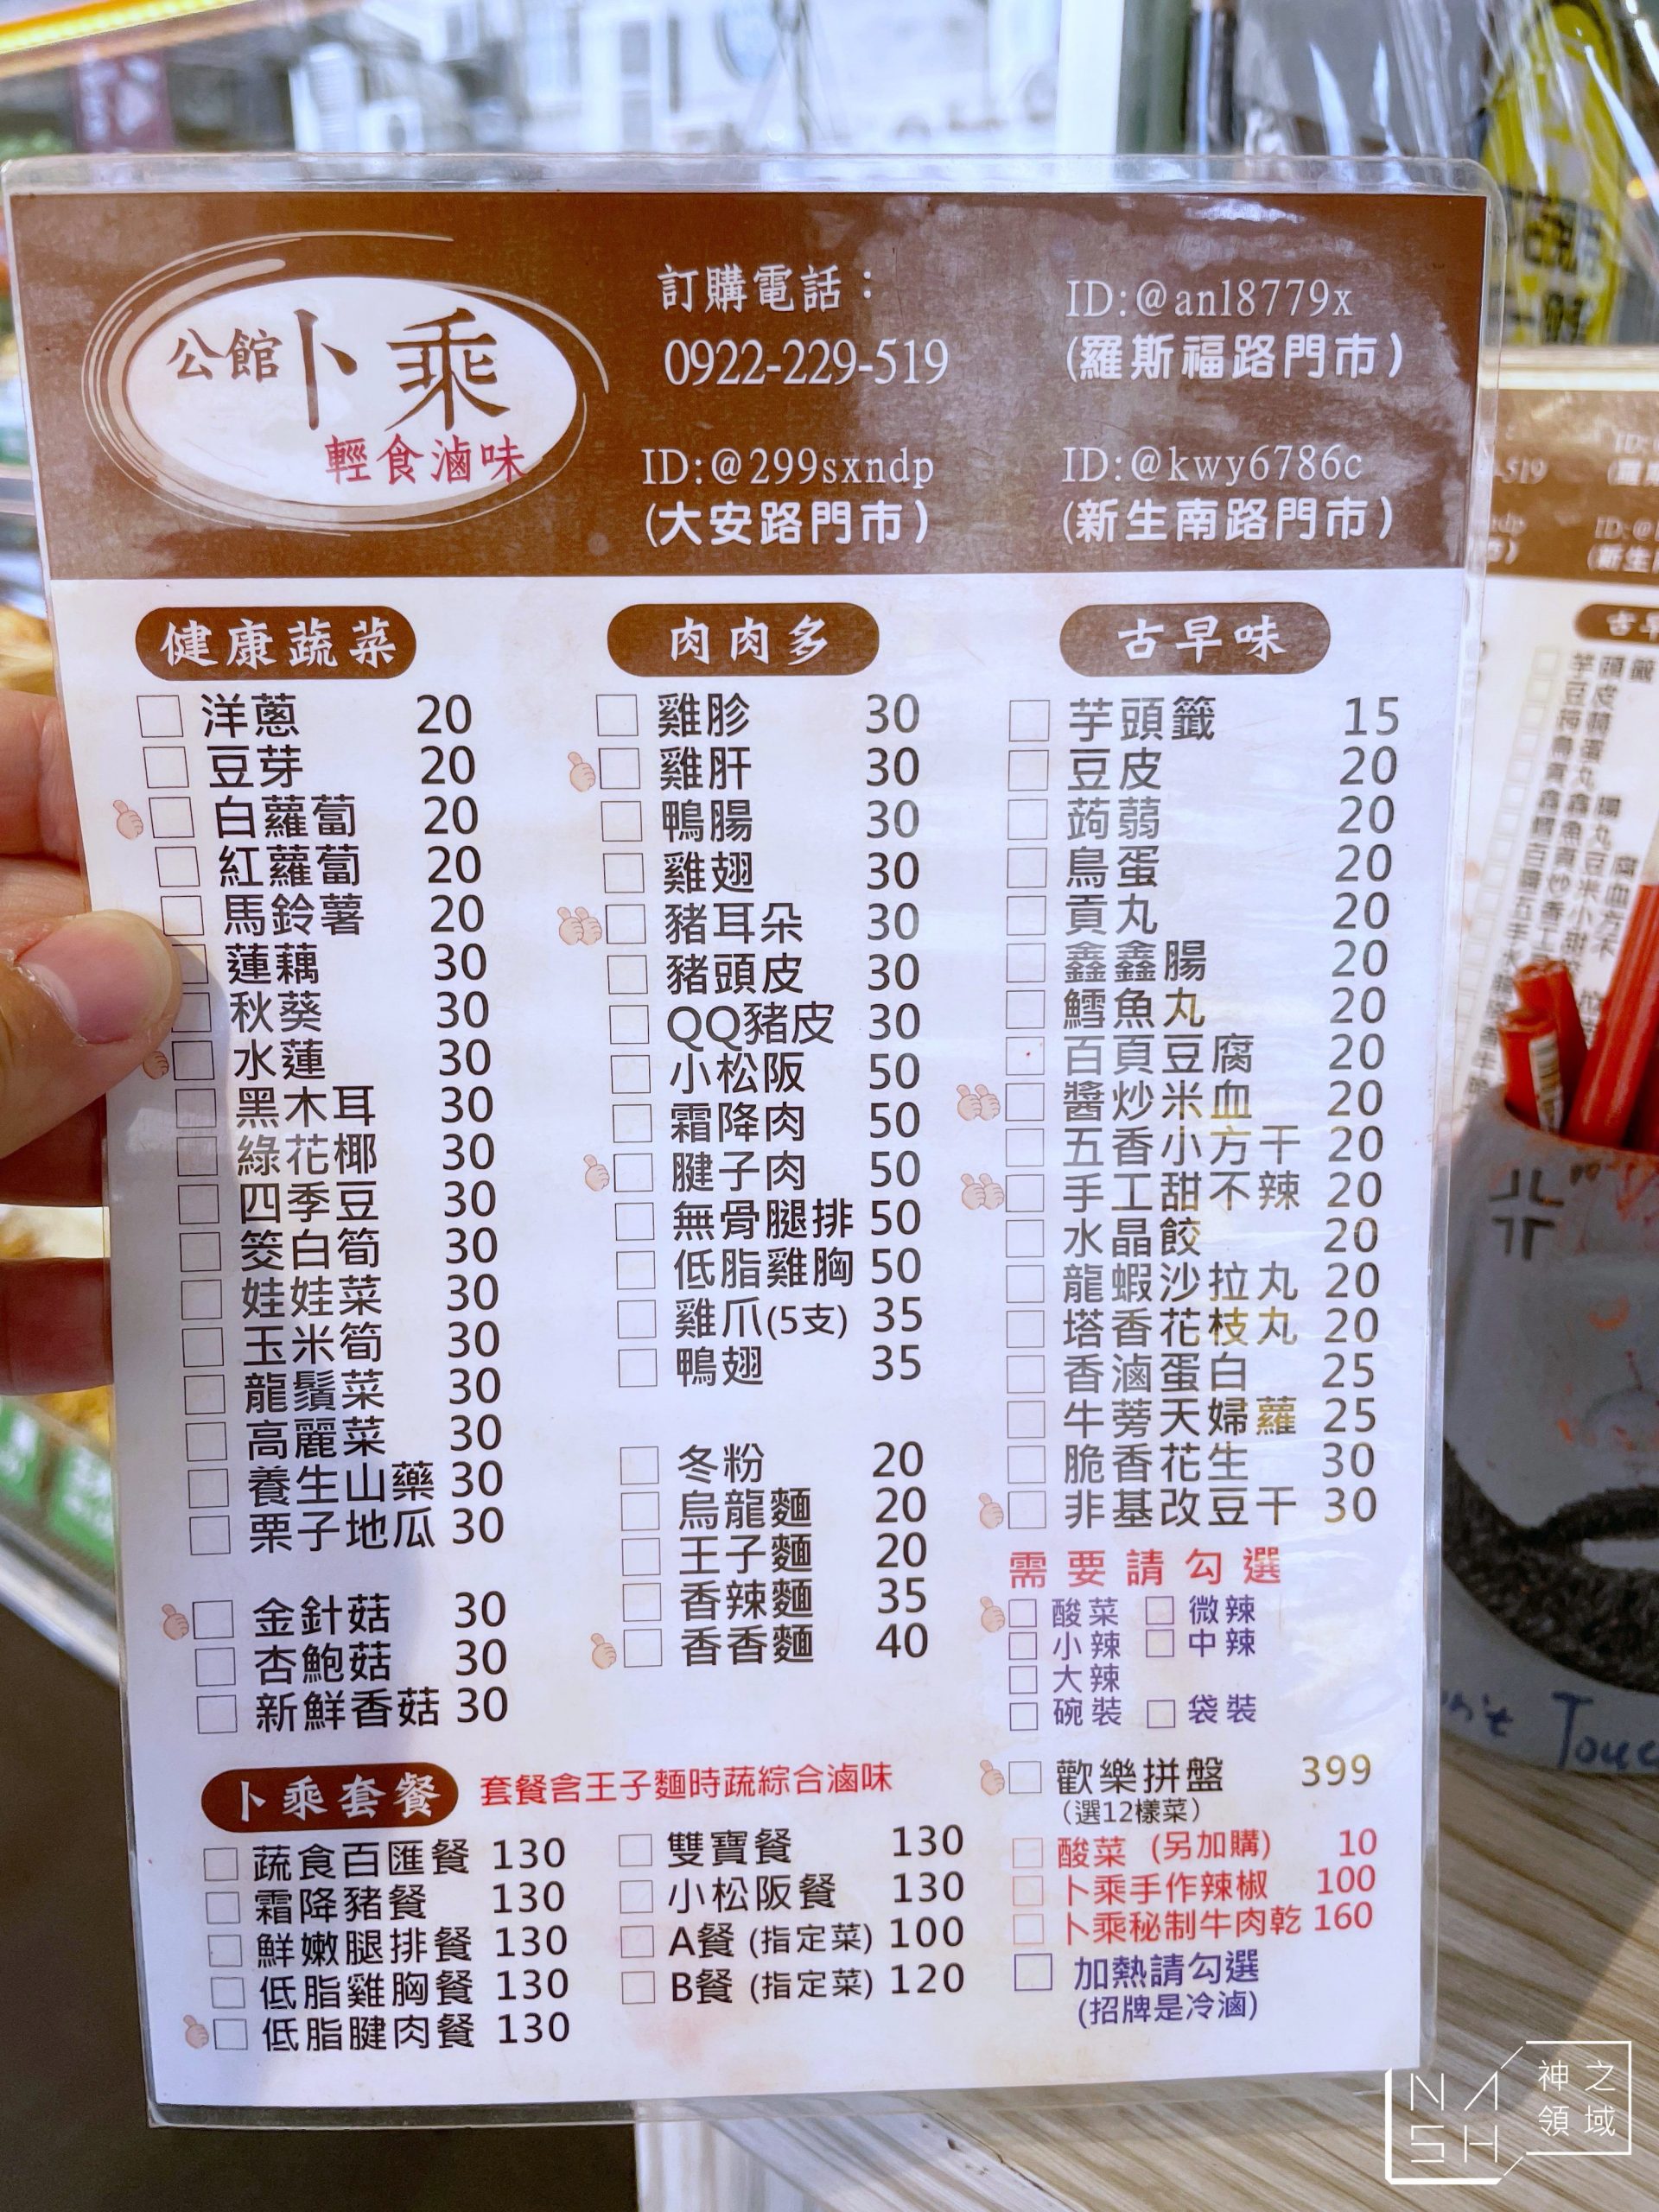 公館卜乘
輕食滷味
訂購電話：
0922-229-519
ID:@anl8779x
(羅斯福路門市)
ID:@299sxndp
(大安路門市)
ID:@kwy6786c
(新生南路門市)
健康蔬菜
洋蔥 20
豆芽 20
白蘿蔔 20
紅蘿蔔 20
馬鈴薯 20
蓮藕 30
秋葵 30
水蓮 30
黑木耳 30
綠花椰 30
四季豆 30
筊白筍 30
娃娃菜 30
玉米筍 30
龍鬚菜 30
高麗菜 30
養生山藥 30
栗子地瓜 30
金針菇 30
杏鮑菇 30
新鮮香菇 30
肉肉多
雞胗 30
雞肝 30
鴨腸 30
雞翅 30
豬耳朵 30
豬頭皮 30
QQ豬皮 30
小松阪 50
霜降肉 50
腱子肉 50
無骨腿排 50
低脂雞胸 50
雞爪(5支) 35
鴨翅 35
冬粉 20
烏龍麵 20
王子麵 20
香辣麵 35
香香麵 40
古早味
芋頭籤 15
豆皮 20
蒟蒻 20
鳥蛋 20
貢丸 20
鑫鑫腸 20
鱈魚丸 20
百頁豆腐 20
醬炒米血 20
五香小方干 20
手工甜不辣 20
水晶餃 20
龍蝦沙拉丸 20
塔香花枝丸 20
香滷蛋白 25
牛蒡天婦蘿 25
脆香花生 30
非基改豆干 30
需要請勾選
酸菜 微辣
小辣 中辣
大辣
碗裝 袋裝
歡樂拼盤 399
(選12樣菜)
酸菜 (另加購) 10
卜乘手作辣椒 100
卜乘秘制牛肉乾 160
加熱請勾選
(招牌是冷滷)
卜乘套餐 套餐含王子麵時蔬綜合滷味
蔬食百匯餐 130
霜降豬餐 130
鮮嫩腿排餐 130
低脂雞胸餐 130
低脂腱肉餐 130
雙寶餐 130
小松阪餐 130
A餐 (指定菜) 100
B餐 (指定菜) 120
NASH
神之
領域